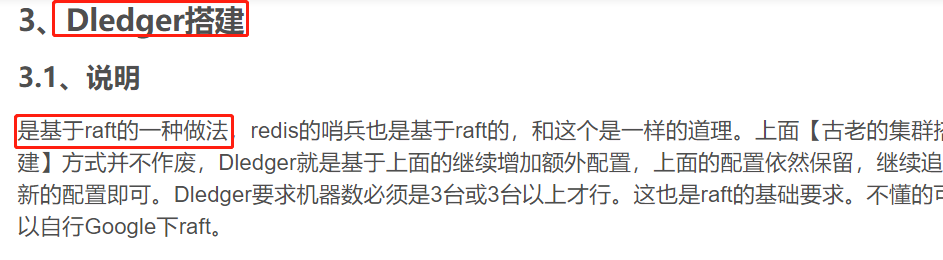 3、Dledger搭建
3.1、说明
是基于raft的一种做法，redis的哨兵也是基于raft的，和这个是一样的道理。上面【古老的集群搭
建】方式并不作废，Dledger就是基于上面的继续增加额外配置，上面的配置依然保留，继续追
新的配置即可。Dledger要求机器数必须是3台或3台以上才行。这也是raft的基础要求。不懂的可
以自行Google下raft。